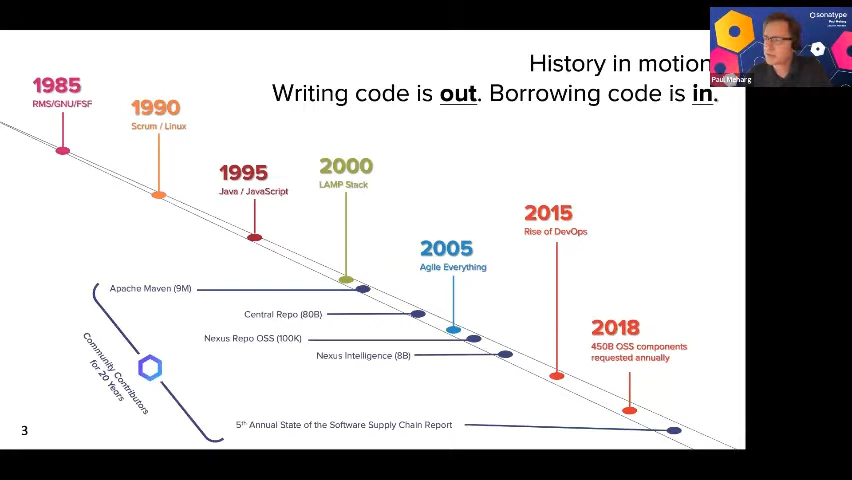 History in motion.
Writing code is out. Borrowing code is in.
1985
RMS/GNU/FSF
1990
Scrum / Linux
1995
Java / JavaScript
2000
LAMP Stack
2005
Agile Everything
2015
Rise of DevOps
2018
450B OSS components
requested annually
Apache Maven (9M)
Central Repo (80B)
Nexus Repo OSS (100K)
Nexus Intelligence (8B)
5th Annual State of the Software Supply Chain Report
Community Contributors
for 20 Years
3
sonatype
Paul Meharg
Paul Meharg